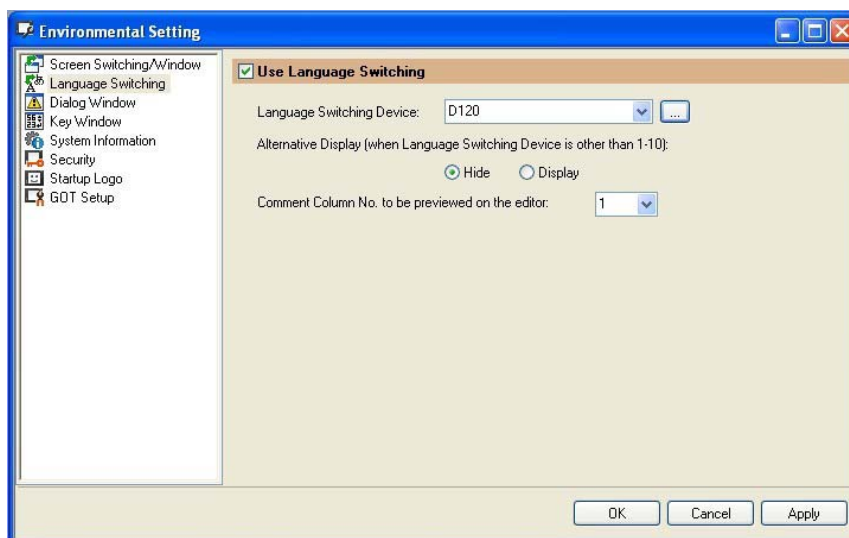 Environmental Setting
Screen Switching/Window
Language Switching
Dialog Window
Key Window
System Information
Security
Startup Logo
GOT Setup
Use Language Switching
Language Switching Device: D120 ...
Alternative Display (when Language Switching Device is other than 1-10):
Hide Display
Comment Column No. to be previewed on the editor: 1
OK Cancel Apply